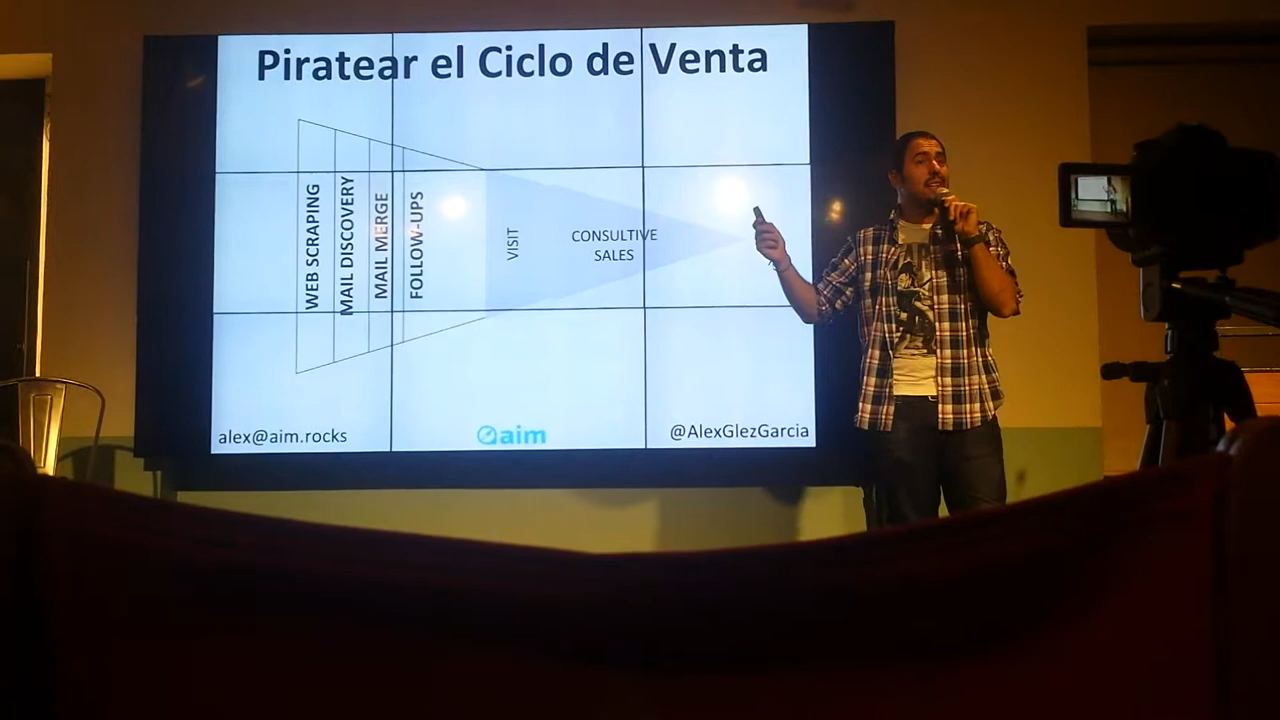 Piratear el Ciclo de Venta
WEB SCRAPING
MAIL DISCOVERY
MAIL MERGE
FOLLOW-UPS
VISIT
CONSULTIVE
SALES
alex@aim.rocks
aim
@AlexGlezGarcia